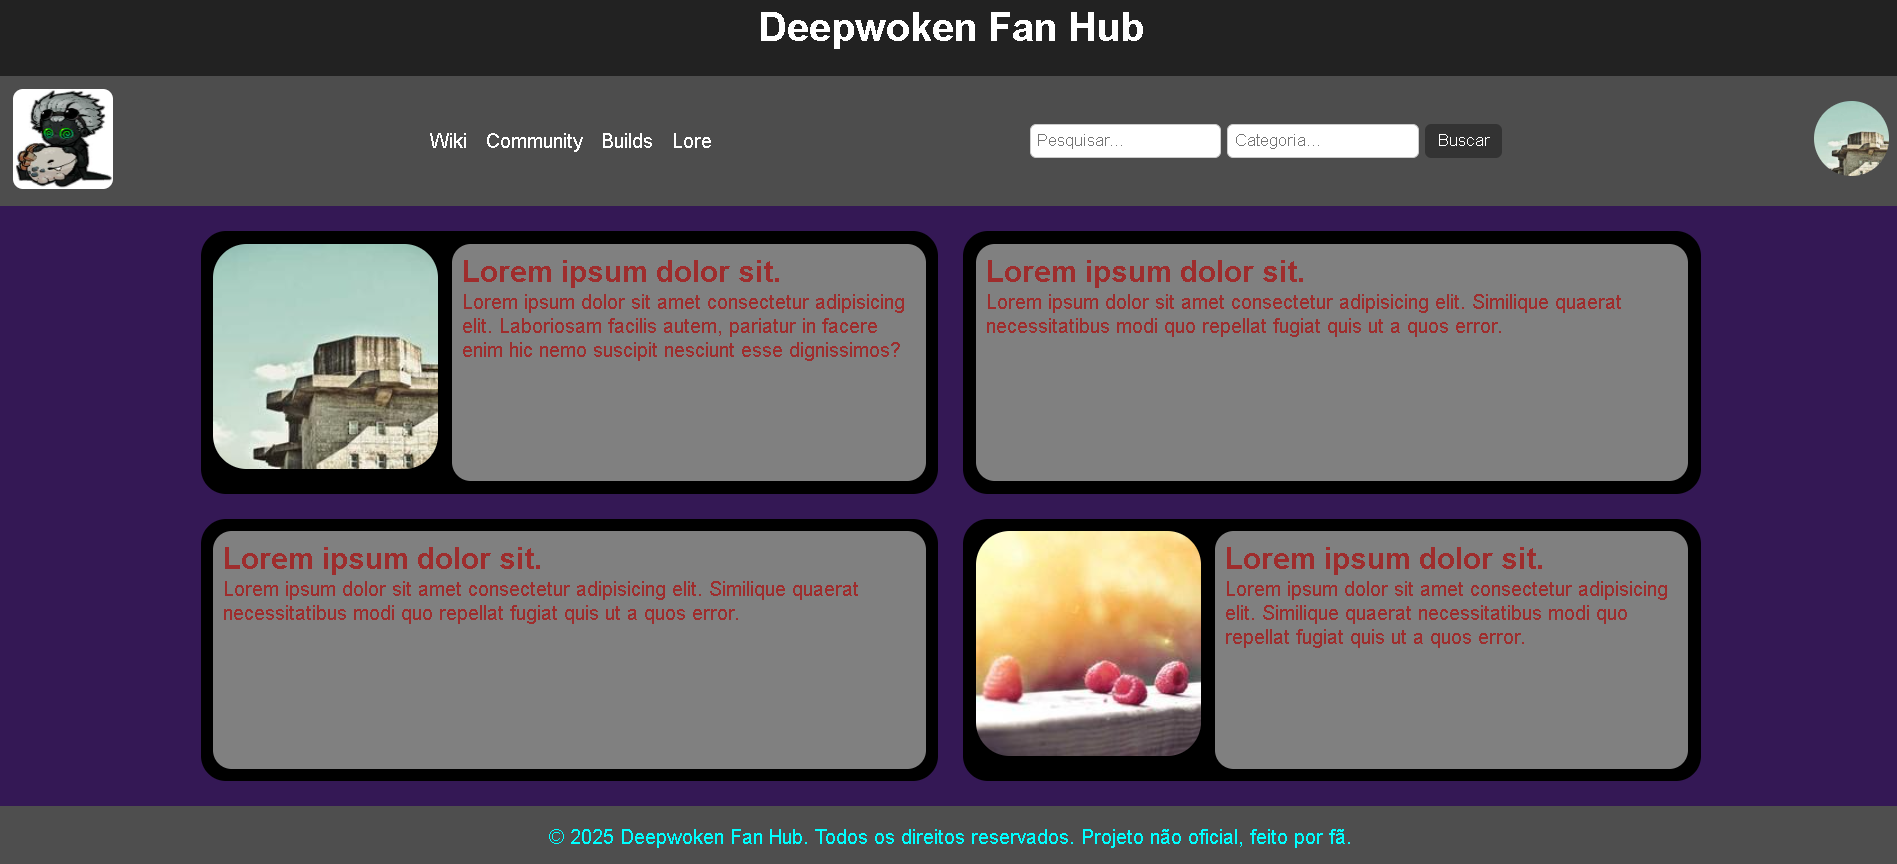 Deepwoken Fan Hub
Wiki Community Builds Lore Pesquisar... Categoria... Buscar
Lorem ipsum dolor sit.
Lorem ipsum dolor sit amet consectetur adipisicing
elit. Laboriosam facilis autem, pariatur in facere
enim hic nemo suscipit nesciunt esse dignissimos?
Lorem ipsum dolor sit.
Lorem ipsum dolor sit amet consectetur adipisicing elit. Similique quaerat
necessitatibus modi quo repellat fugiat quis ut a quos error.
Lorem ipsum dolor sit.
Lorem ipsum dolor sit amet consectetur adipisicing elit. Similique quaerat
necessitatibus modi quo repellat fugiat quis ut a quos error.
Lorem ipsum dolor sit.
Lorem ipsum dolor sit amet consectetur adipisicing
elit. Similique quaerat necessitatibus modi quo
repellat fugiat quis ut a quos error.
© 2025 Deepwoken Fan Hub. Todos os direitos reservados. Projeto não oficial, feito por fã.